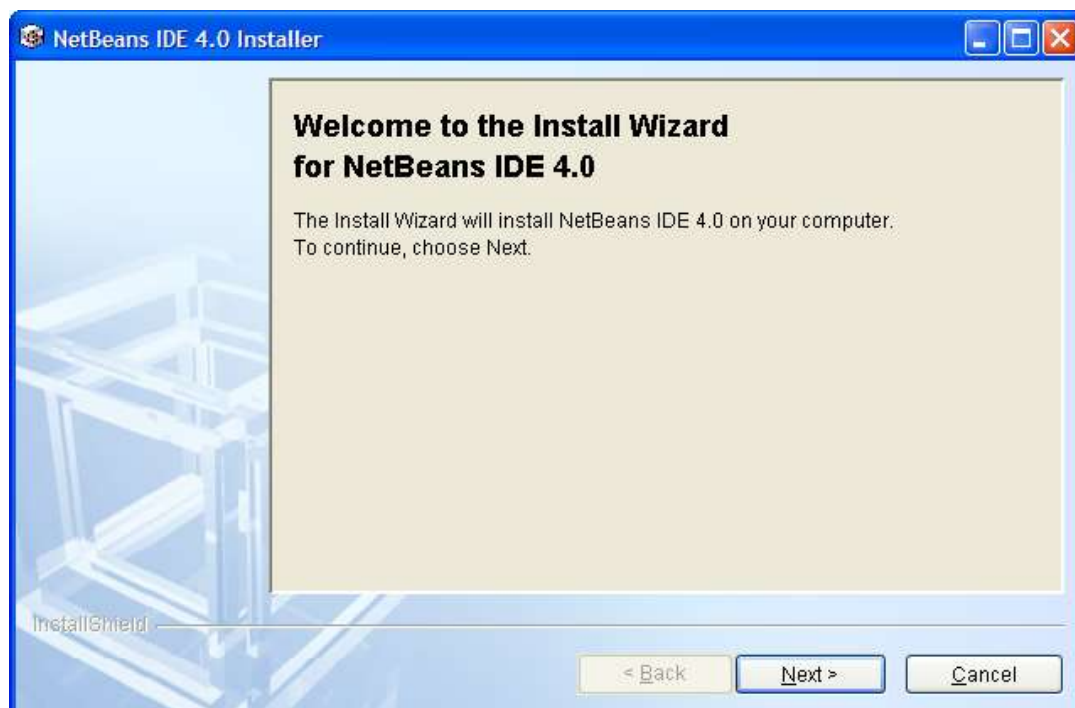 NetBeans IDE 4.0 Installer
Welcome to the Install Wizard
for NetBeans IDE 4.0
The Install Wizard will install NetBeans IDE 4.0 on your computer.
To continue, choose Next.
InstallShield
< Back
Next >
Cancel